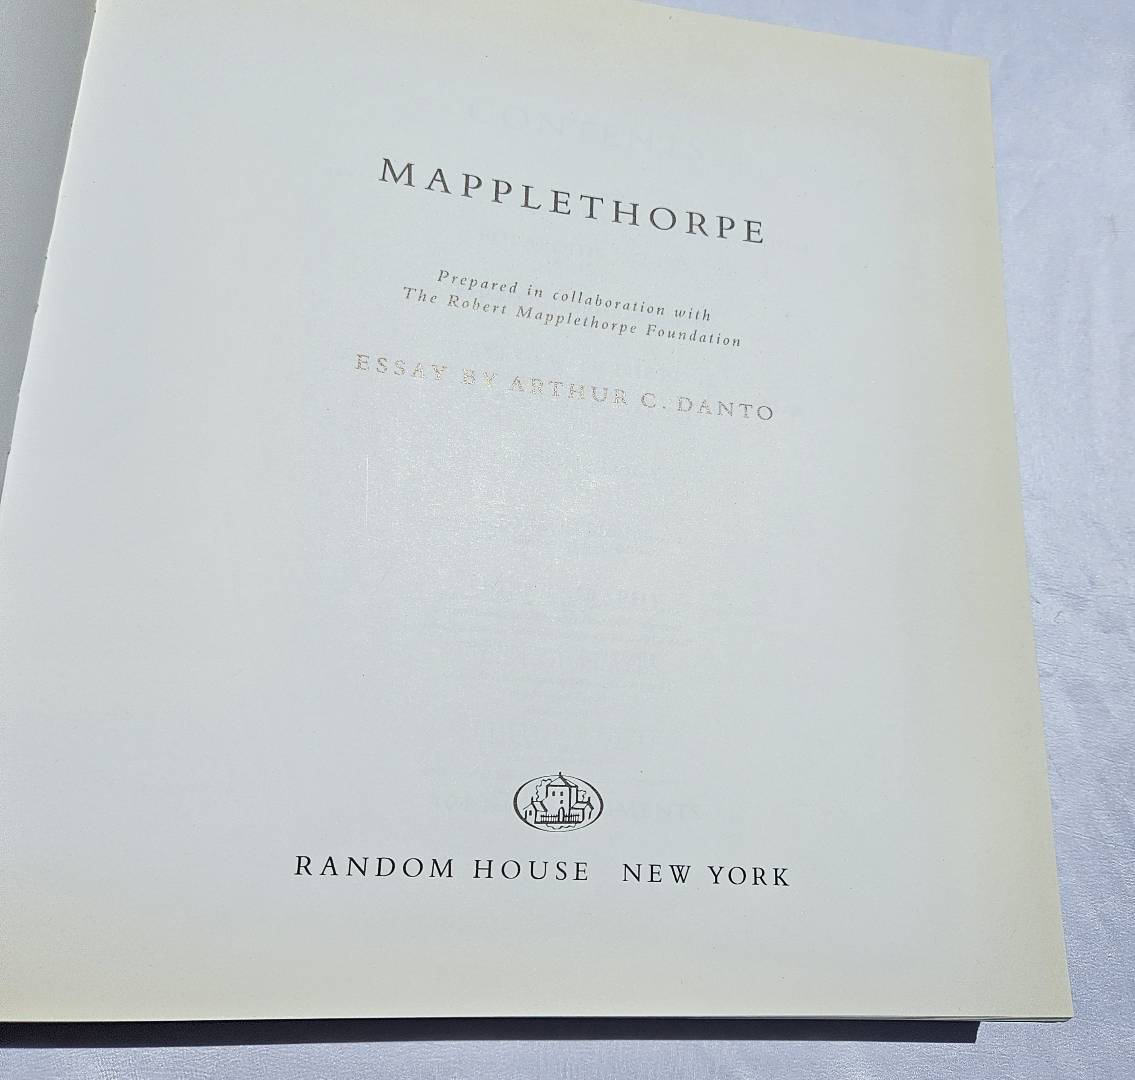 MAPPLETHORPE
Prepared in collaboration with
The Robert Mapplethorpe Foundation
ESSAY BY ARTHUR C. DANTO
RANDOM HOUSE NEW YORK